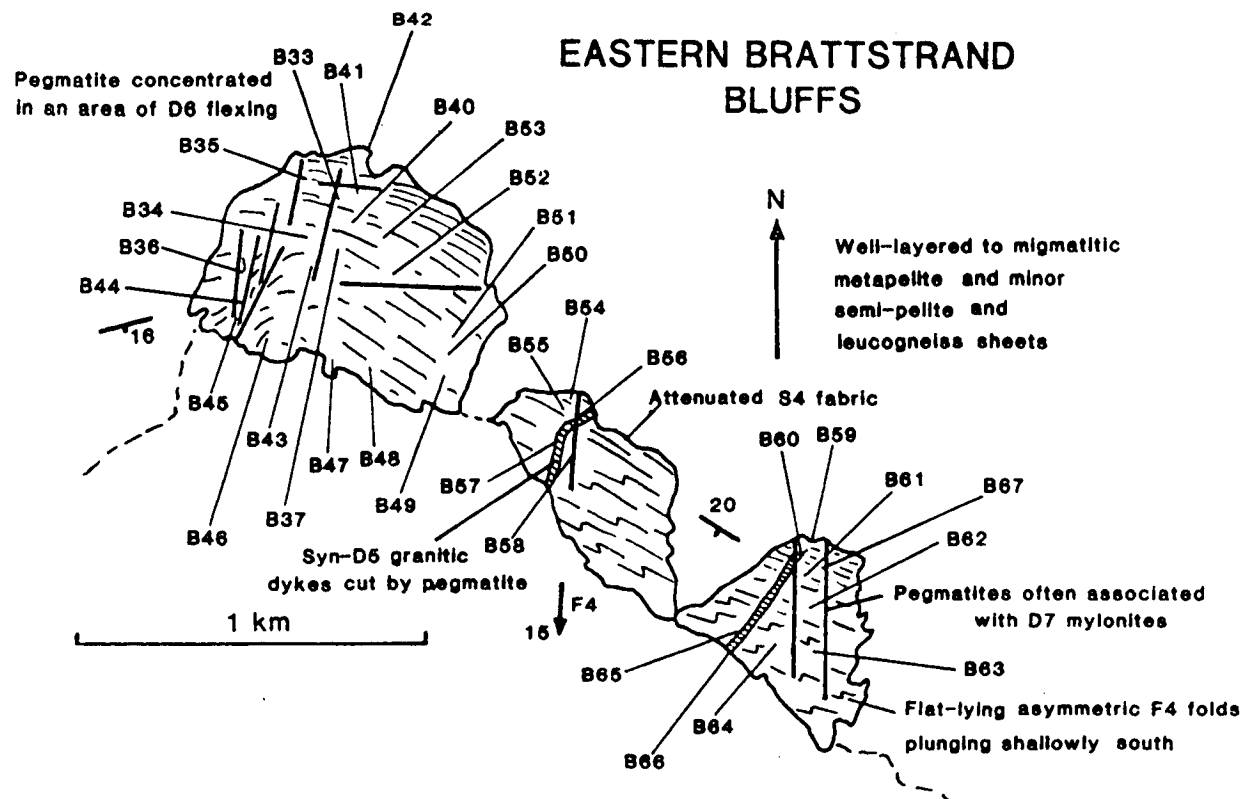 EASTERN BRATTSTRAND
BLUFFS
Pegmatite concentrated
in an area of D6 flexing
B42
B33
B41
B40
B53
B35
B52
B34
B51
B36
B50
B44
16
N
Well-layered to migmatitic
metapelite and minor
semi-pelite and
leucogneiss sheets
B54
B55
B56
Attenuated S4 fabric
B45
B43
B47
B48
B49
B46
B37
B57
B58
Syn-D5 granitic
dykes cut by pegmatite
1 km
F4
15
20
B60
B59
B61
B67
B62
Pegmatites often associated
with D7 mylonites
B63
B65
B64
B66
Flat-lying asymmetric F4 folds
plunging shallowly south